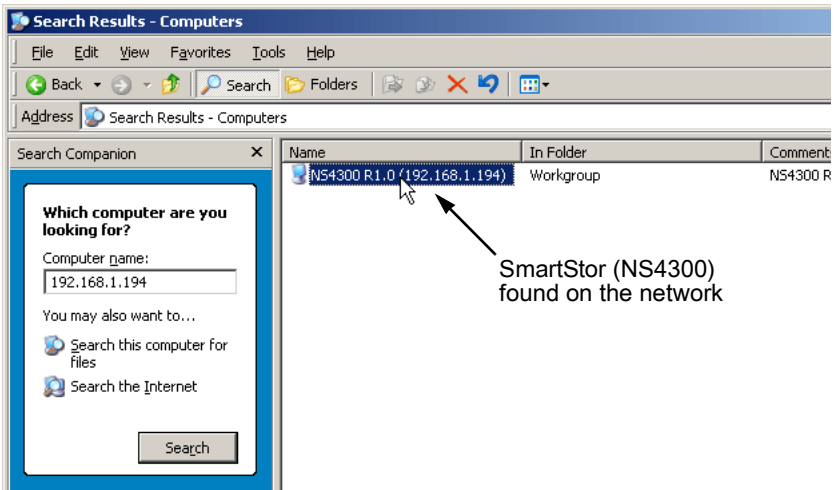 Search Results - Computers
File Edit View Favorites Tools Help
Back Search Folders
Address Search Results - Computers
Search Companion
Which computer are you
looking for?
Computer name:
192.168.1.194
You may also want to...
Search this computer for
files
Search the Internet
Search
Name In Folder Comment
NS4300 R1.0 (192.168.1.194) Workgroup NS4300 R
SmartStor (NS4300)
found on the network